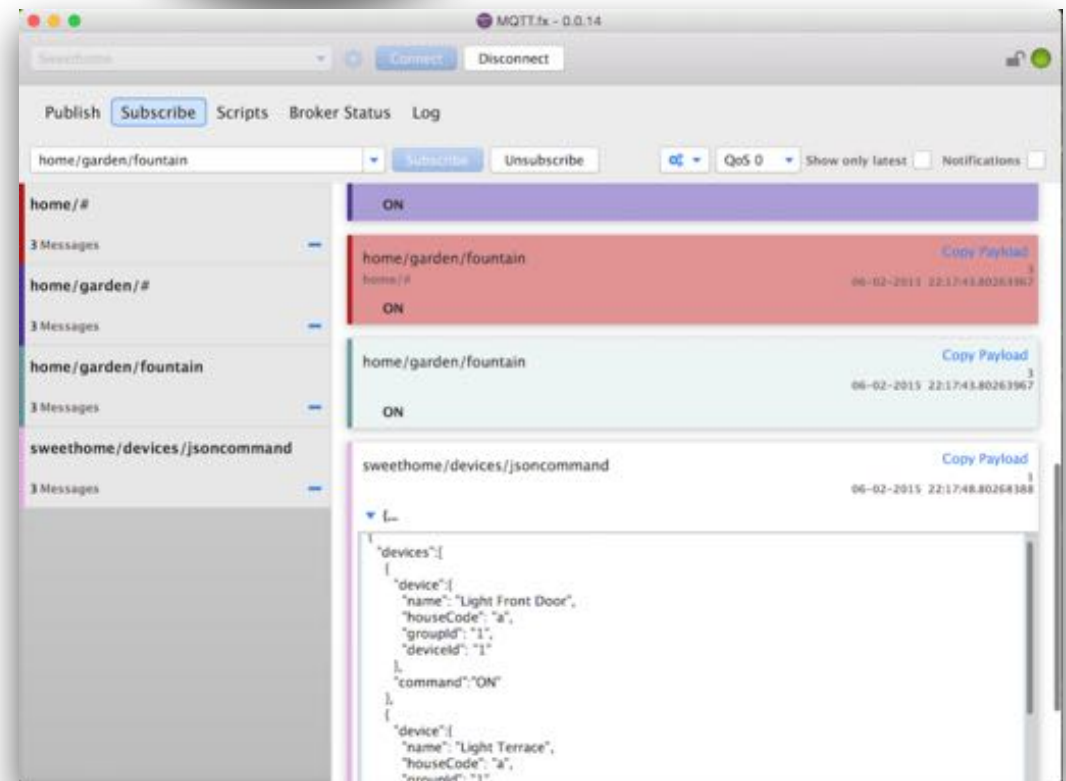 MQTT.fx - 0.0.14
Connect Disconnect
Publish Subscribe Scripts Broker Status Log
home/garden/fountain Subscribe Unsubscribe QoS 0 Show only latest Notifications
home/#
3 Messages
home/garden/#
3 Messages
home/garden/fountain
3 Messages
sweethome/devices/jsoncommand
3 Messages
ON
home/garden/fountain Copy Payload
home/# 3
06-02-2015 22:17:43.80263967
ON
home/garden/fountain Copy Payload
3
06-02-2015 22:17:43.80263967
ON
sweethome/devices/jsoncommand Copy Payload
06-02-2015 22:17:48.80268388
{...
{
"devices":[
{
"device":{
"name": "Light Front Door",
"houseCode": "a",
"groupId": "1",
"deviceId": "1"
},
"command":"ON"
},
{
"device":{
"name": "Light Terrace",
"houseCode": "a",
"groupId": "1"